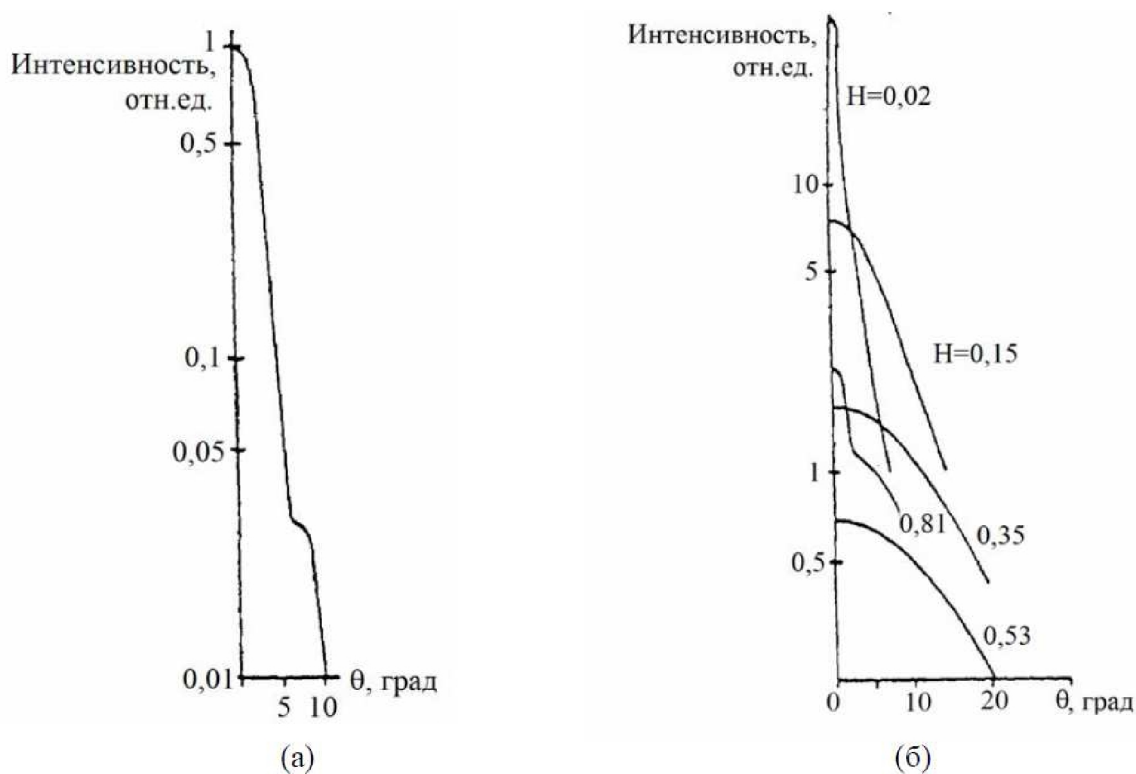 1
Интенсивность,
отн.ед.
0,5
0,1
0,05
0,01
5 10
θ, град
(а)
Интенсивность,
отн.ед.
H=0,02
10
5
H=0,15
1
0,81
0,35
0,5
0,53
0 10 20 θ, град
(б)